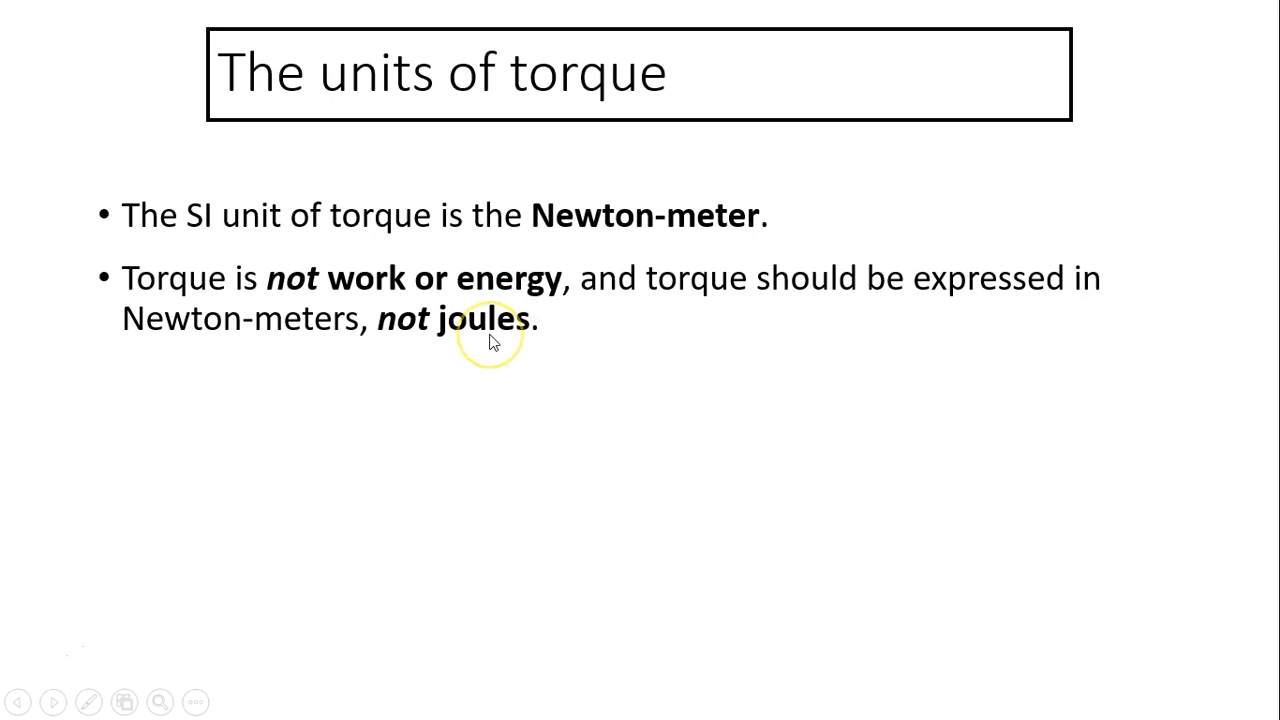 The units of torque
• The SI unit of torque is the Newton-meter.
• Torque is not work or energy, and torque should be expressed in
Newton-meters, not joules.